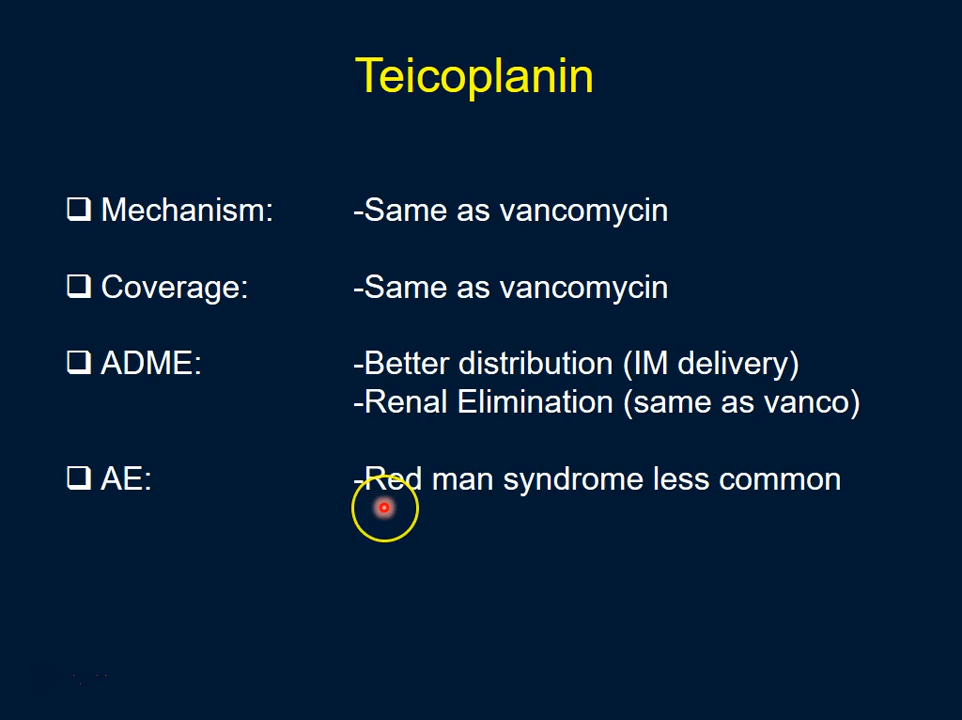 Teicoplanin
❑ Mechanism: -Same as vancomycin
❑ Coverage: -Same as vancomycin
❑ ADME: -Better distribution (IM delivery)
-Renal Elimination (same as vanco)
❑ AE: -Red man syndrome less common